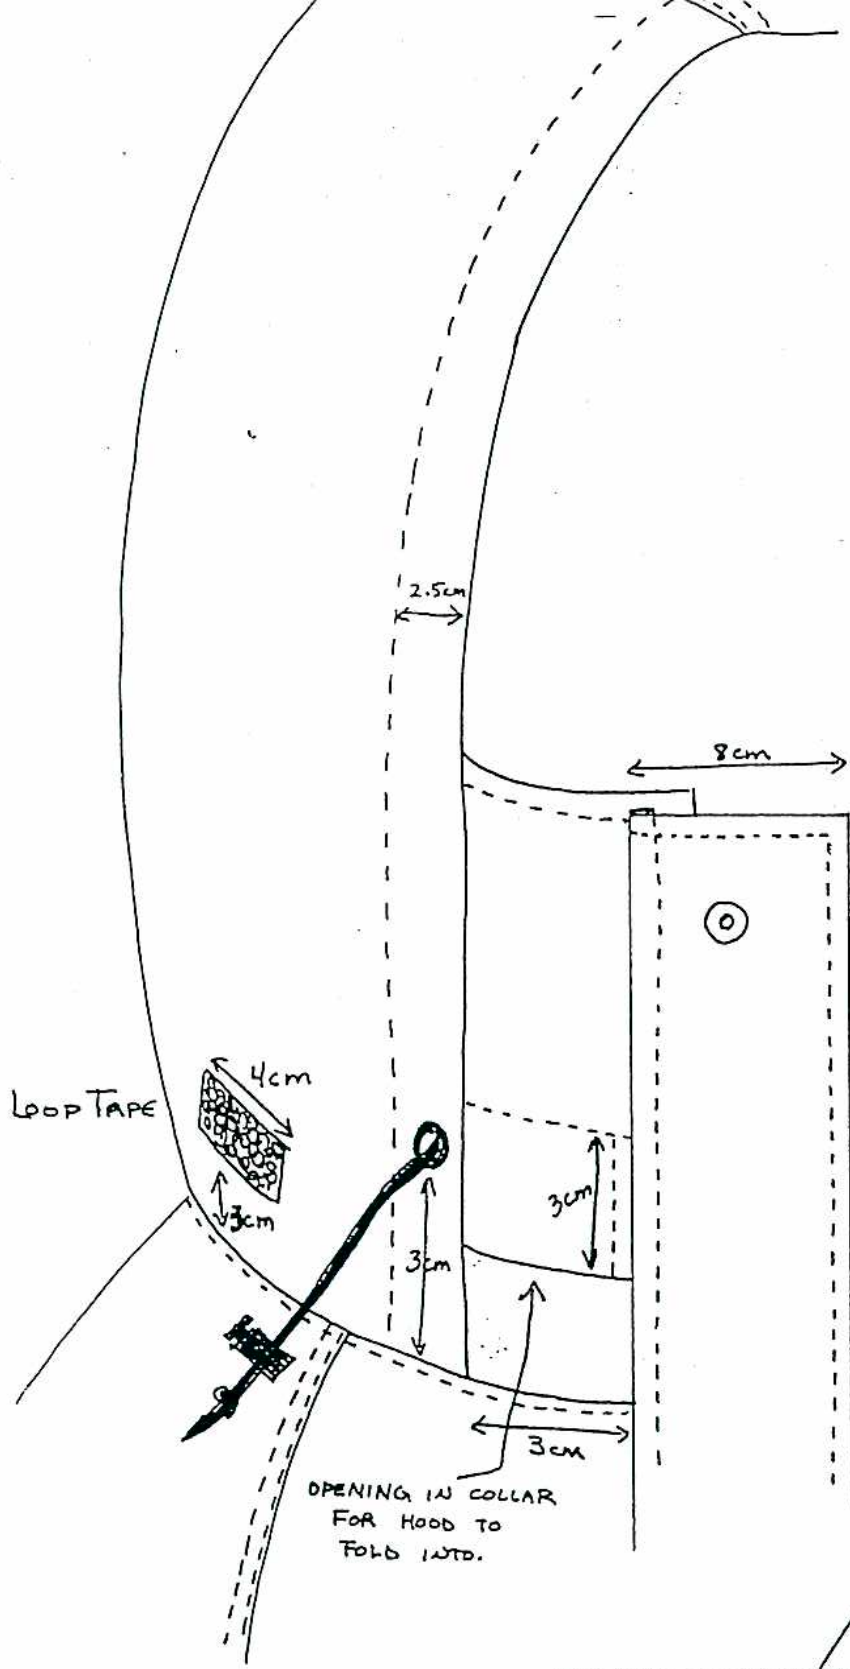 2.5cm
8cm
4cm
LOOP TAPE
3cm
3cm
3cm
3cm
OPENING IN COLLAR
FOR HOOD TO
FOLD INTO.